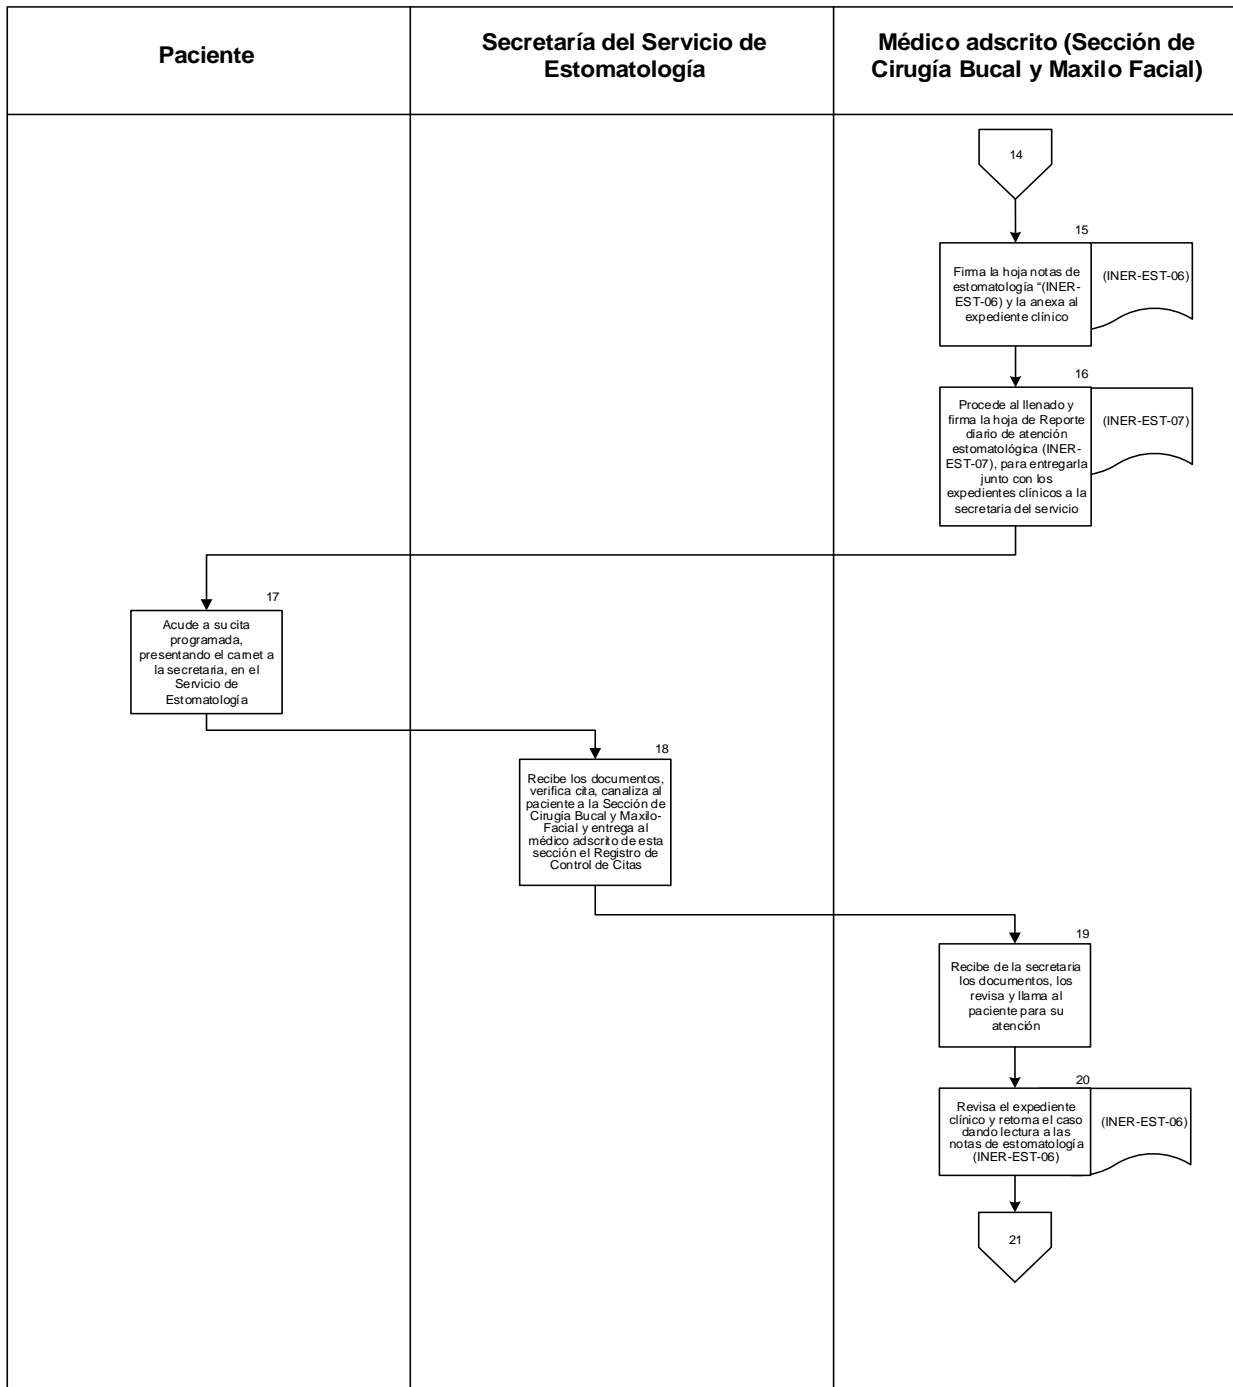 Paciente
Secretaría del Servicio de
Estomatología
Médico adscrito (Sección de
Cirugía Bucal y Maxilo Facial)
14
15
Firma la hoja notas de
estomatología “(INER-
EST-06) y la anexa al
expediente clínico
(INER-EST-06)
16
Procede al llenado y
firma la hoja de Reporte
diario de atención
estomatológica (INER-
EST-07), para entregarla
junto con los
expedientes clínicos a la
secretaria del servicio
(INER-EST-07)
17
Acude a su cita
programada,
presentando el carnet a
la secretaria, en el
Servicio de
Estomatología
18
Recibe los documentos,
verifica cita, canaliza al
paciente a la Sección de
Cirugía Bucal y Maxilo-
Facial y entrega al
médico adscrito de esta
sección el Registro de
Control de Citas
19
Recibe de la secretaria
los documentos, los
revisa y llama al
paciente para su
atención
20
Revisa el expediente
clínico y retoma el caso
dando lectura a las
notas de estomatología
(INER-EST-06)
(INER-EST-06)
21